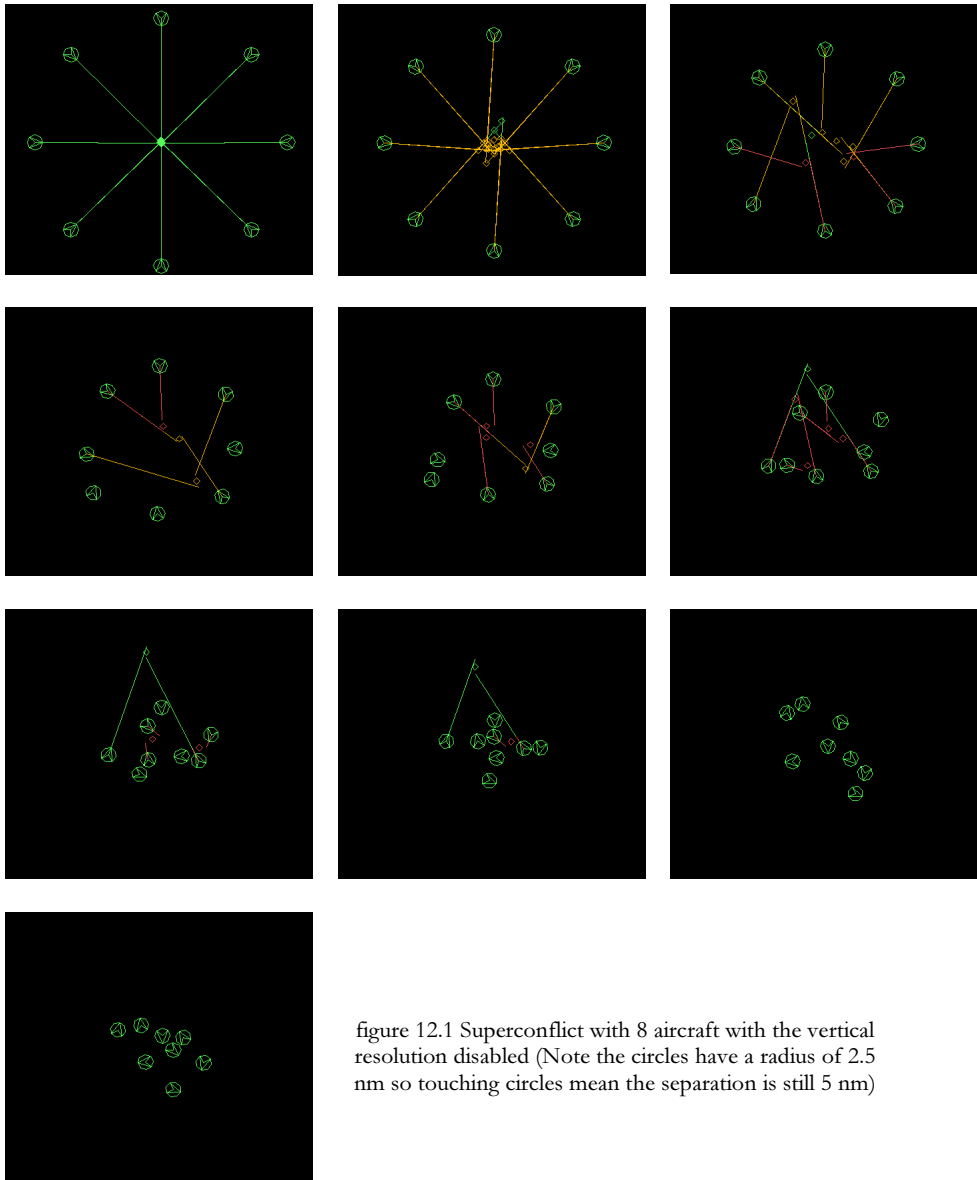 figure 12.1 Superconflict with 8 aircraft with the vertical
resolution disabled (Note the circles have a radius of 2.5
nm so touching circles mean the separation is still 5 nm)